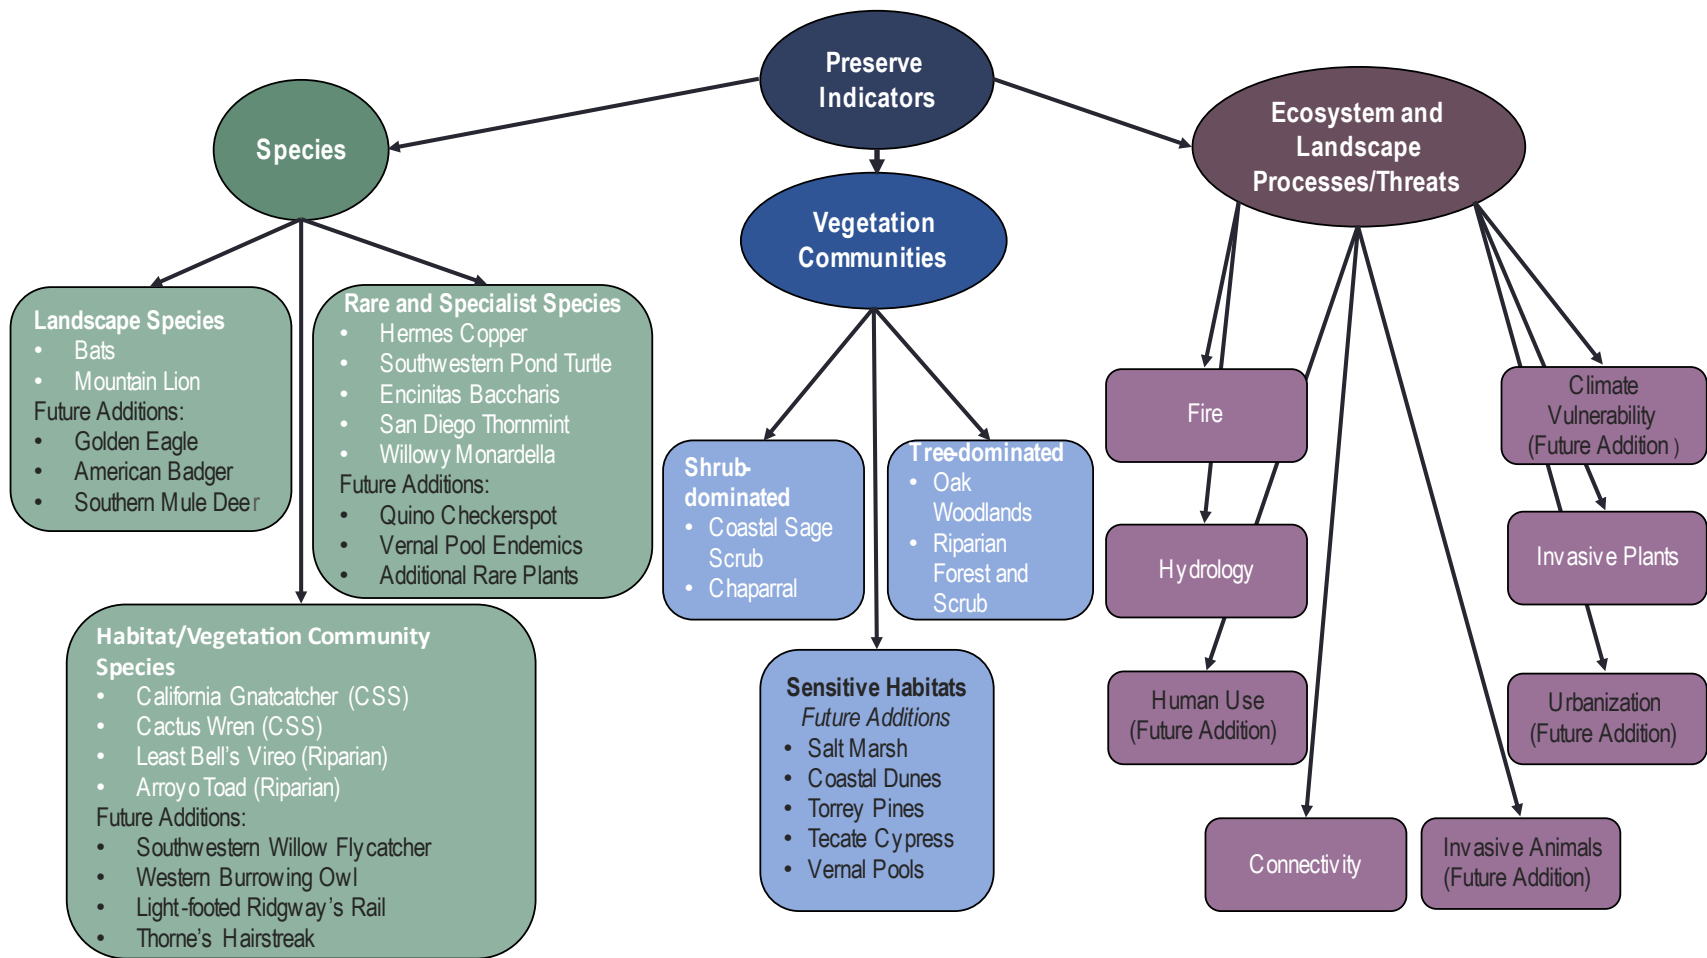 Preserve
Indicators
Species
Vegetation
Communities
Ecosystem and
Landscape
Processes/Threats
Landscape Species
• Bats
• Mountain Lion
Future Additions:
• Golden Eagle
• American Badger
• Southern Mule Deer
Rare and Specialist Species
• Hermes Copper
• Southwestern Pond Turtle
• Encinitas Baccharis
• San Diego Thornmint
• Willowy Monardella
Future Additions:
• Quino Checkerspot
• Vernal Pool Endemics
• Additional Rare Plants
Habitat/Vegetation Community
Species
• California Gnatcatcher (CSS)
• Cactus Wren (CSS)
• Least Bell's Vireo (Riparian)
• Arroyo Toad (Riparian)
Future Additions:
• Southwestern Willow Flycatcher
• Western Burrowing Owl
• Light-footed Ridgway's Rail
• Thorne's Hairstreak
Shrub-
dominated
• Coastal Sage
Scrub
• Chaparral
Tree-dominated
• Oak
Woodlands
• Riparian
Forest and
Scrub
Sensitive Habitats
Future Additions
• Salt Marsh
• Coastal Dunes
• Torrey Pines
• Tecate Cypress
• Vernal Pools
Fire
Hydrology
Human Use
(Future Addition)
Connectivity
Climate
Vulnerability
(Future Addition)
Invasive Plants
Urbanization
(Future Addition)
Invasive Animals
(Future Addition)